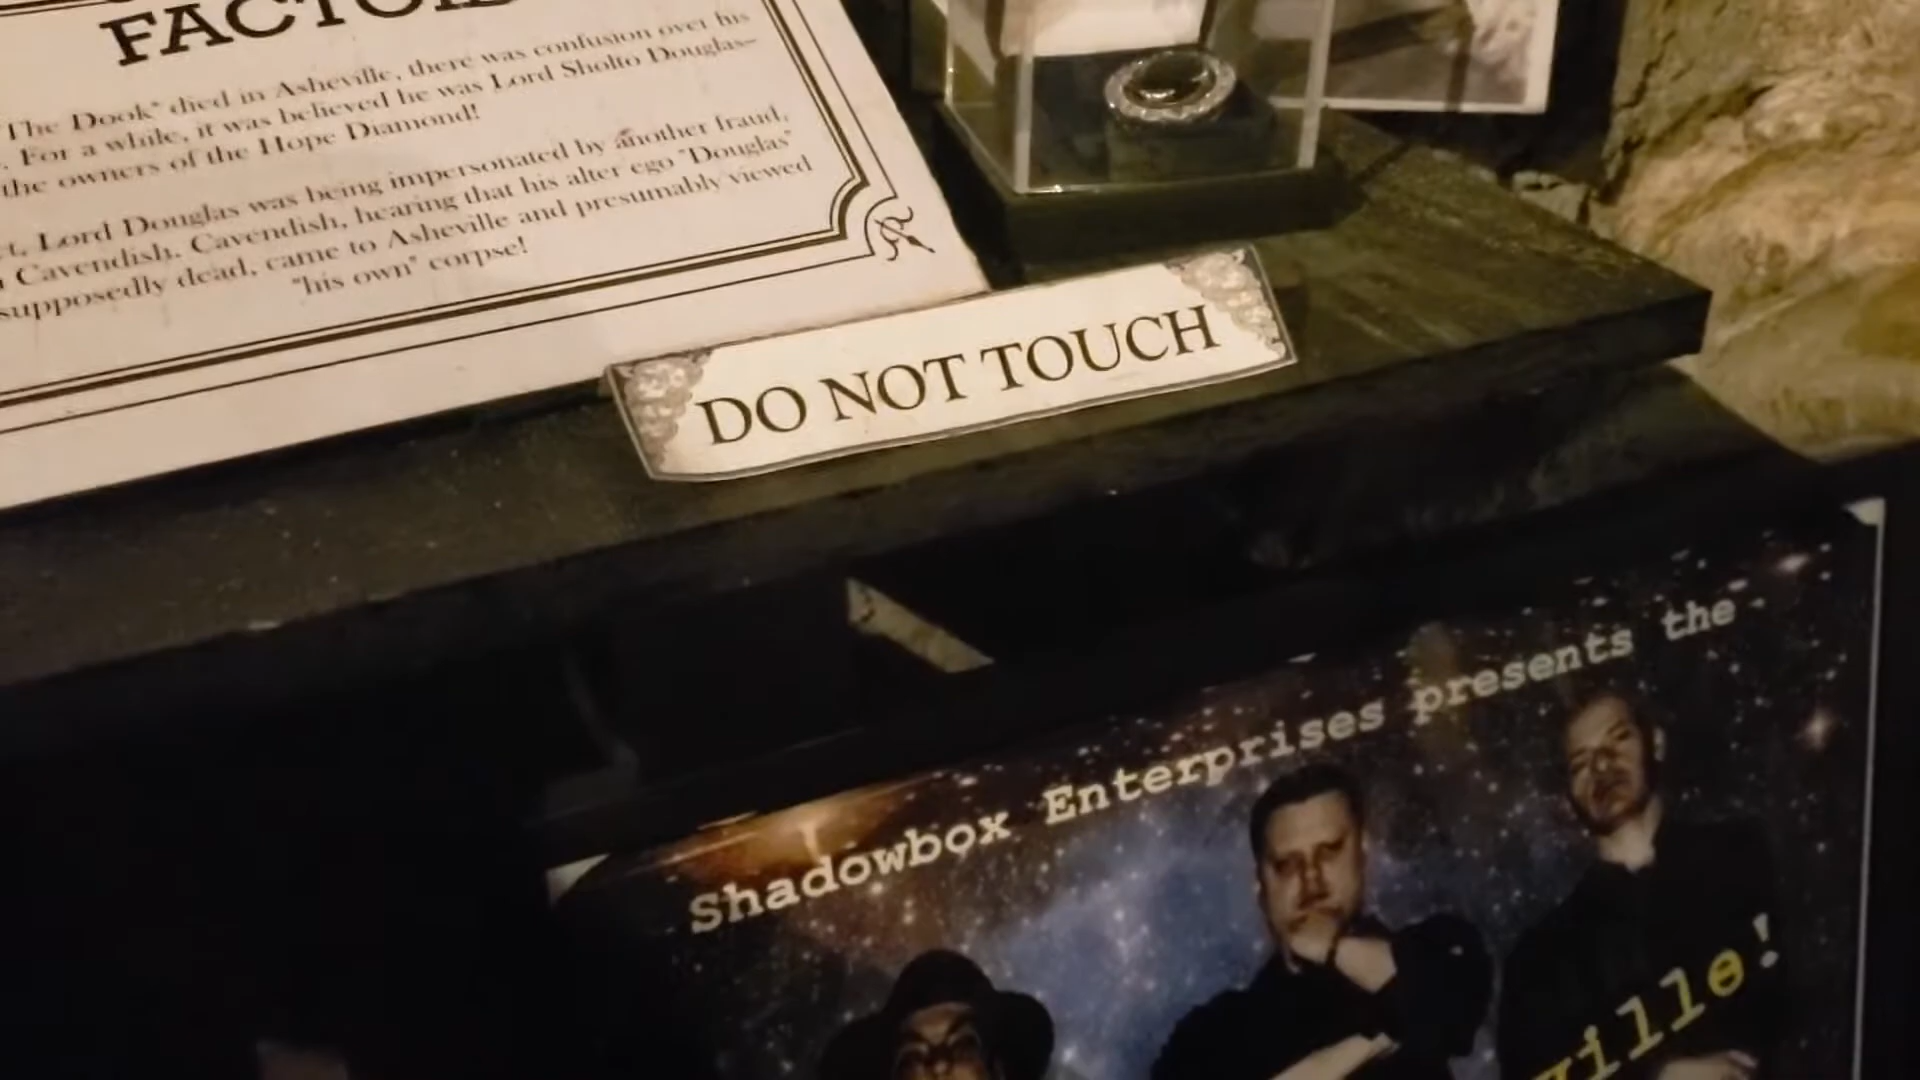 FACTOID
"The Dook" died in Asheville, there was confusion over his
. For a while, it was believed he was Lord Sholto Douglas—
the owners of the Hope Diamond!
Lord Douglas was being impersonated by another fraud,
Cavendish. Cavendish, hearing that his alter ego "Douglas"
supposedly dead, came to Asheville and presumably viewed
"his own" corpse!
DO NOT TOUCH
Shadowbox Enterprises presents the
ville!